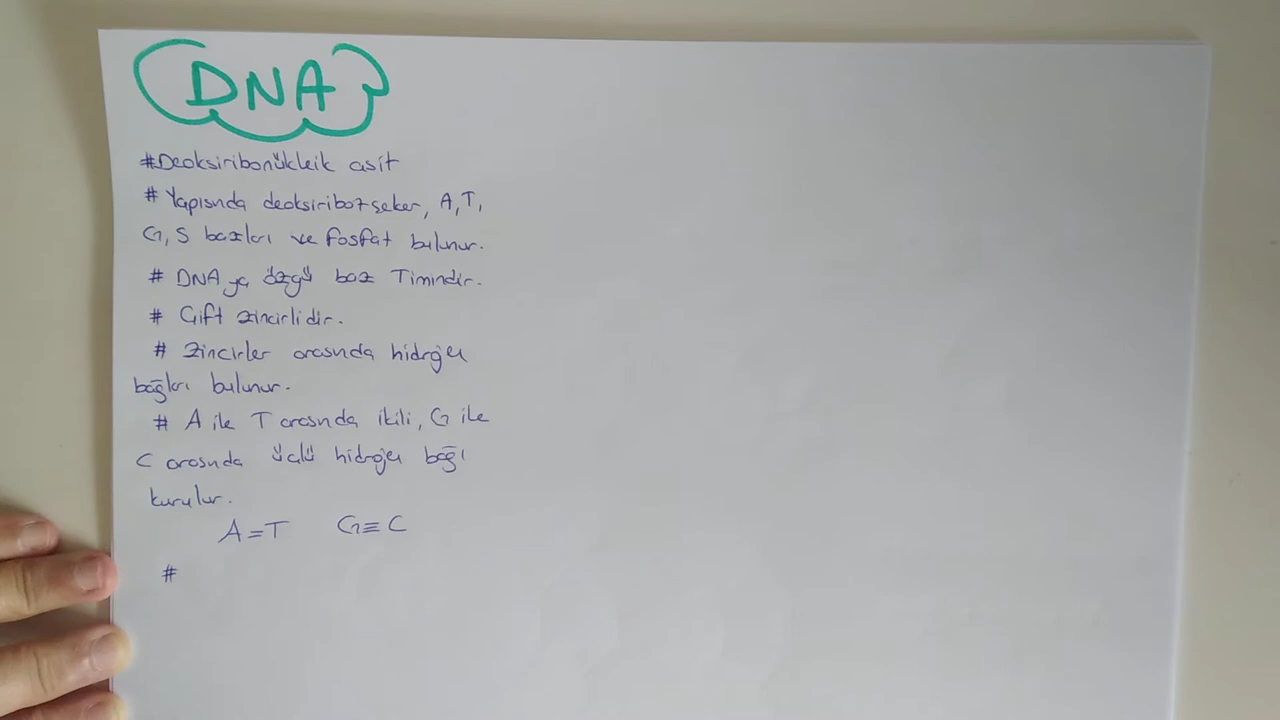 DNA
#Deoksiribonükleik asit
# Yapısında deoksiriboz şeker, A,T,
G, S bazları ve fosfat bulunur.
# DNA ya özgü baz Timindir.
# Çift zincirlidir.
# Zincirler arasında hidrojen
bağları bulunur.
# A ile T arasında ikili, G ile
C arasında üçlü hidrojen bağı
kurulur.
A=T G≡C
#